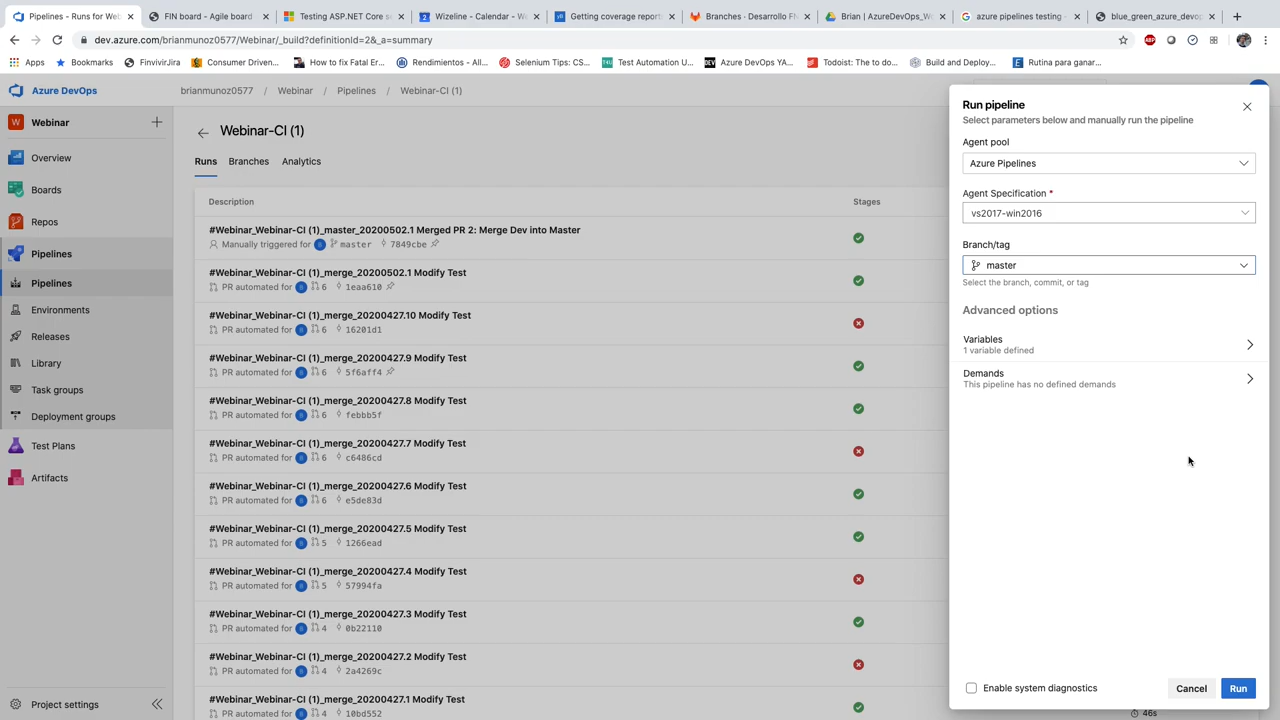 Pipelines - Runs for Web
FIN board - Agile board
Testing ASP.NET Core s
Wizeline - Calendar - We
Getting coverage report
Branches · Desarrollo FN
Brian | AzureDevOps_W
azure pipelines testing -
blue_green_azure_devop
dev.azure.com/brianmunoz0577/Webinar/_build?definitionId=2&_a=summary
ABP
Apps
Bookmarks
FinvivirJira
Consumer Driven...
How to fix Fatal Er...
Rendimientos - All...
Selenium Tips: CS...
Test Automation U...
Azure DevOps YA...
Todoist: The to do...
Build and Deploy...
Rutina para ganar...
Azure DevOps
brianmunoz0577 / Webinar / Pipelines / Webinar-CI (1)
W Webinar
Overview
Boards
Repos
Pipelines
Pipelines
Environments
Releases
Library
Task groups
Deployment groups
Test Plans
Artifacts
Project settings
Webinar-CI (1)
Runs Branches Analytics
Description Stages
#Webinar_Webinar-CI (1)_master_20200502.1 Merged PR 2: Merge Dev into Master
Manually triggered for B master 7849cbe
#Webinar_Webinar-CI (1)_merge_20200502.1 Modify Test
PR automated for B 6 1eaa610
#Webinar_Webinar-CI (1)_merge_20200427.10 Modify Test
PR automated for B 6 16201d1
#Webinar_Webinar-CI (1)_merge_20200427.9 Modify Test
PR automated for B 6 5f6aff4
#Webinar_Webinar-CI (1)_merge_20200427.8 Modify Test
PR automated for B 6 febbb5f
#Webinar_Webinar-CI (1)_merge_20200427.7 Modify Test
PR automated for B 6 c6486cd
#Webinar_Webinar-CI (1)_merge_20200427.6 Modify Test
PR automated for B 6 e5de83d
#Webinar_Webinar-CI (1)_merge_20200427.5 Modify Test
PR automated for B 5 1266ead
#Webinar_Webinar-CI (1)_merge_20200427.4 Modify Test
PR automated for B 5 57994fa
#Webinar_Webinar-CI (1)_merge_20200427.3 Modify Test
PR automated for B 4 0b22110
#Webinar_Webinar-CI (1)_merge_20200427.2 Modify Test
PR automated for B 4 2a4269c
#Webinar_Webinar-CI (1)_merge_20200427.1 Modify Test
PR automated for B 4 10bd552
46s
Run pipeline
Select parameters below and manually run the pipeline
Agent pool
Azure Pipelines
Agent Specification *
vs2017-win2016
Branch/tag
master
Select the branch, commit, or tag
Advanced options
Variables
1 variable defined
Demands
This pipeline has no defined demands
Enable system diagnostics
Cancel
Run